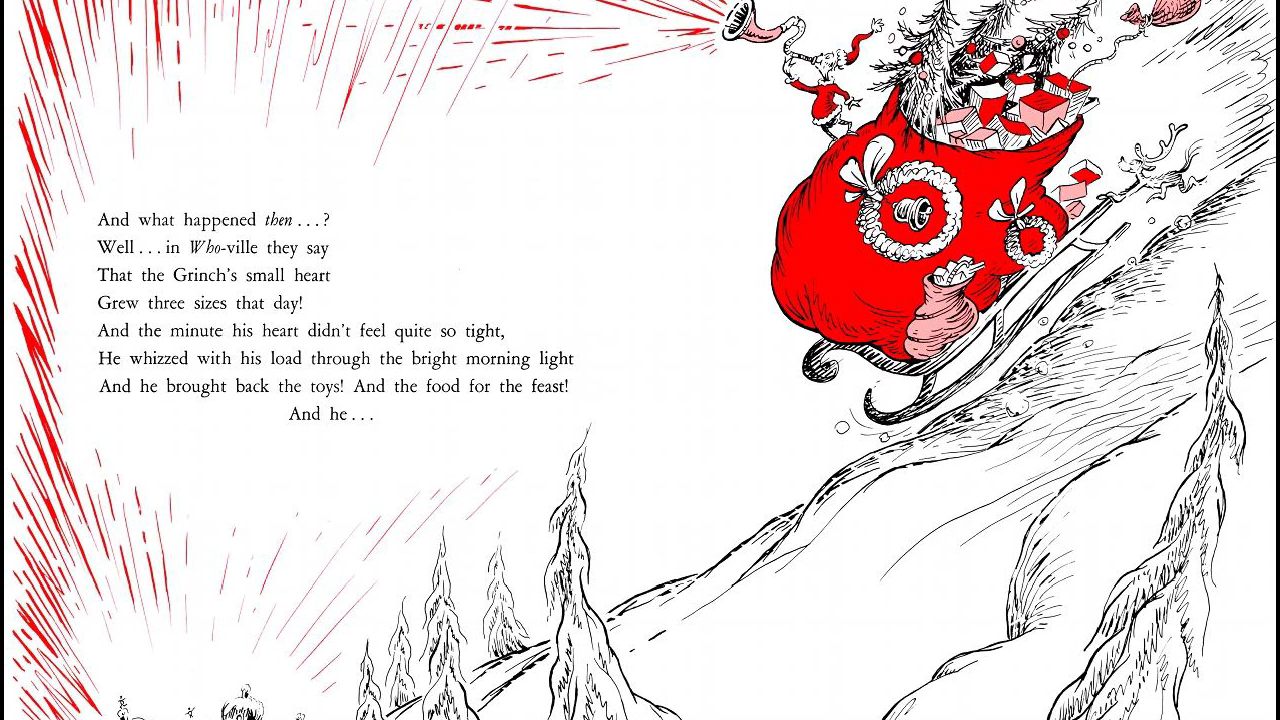 And what happened then...?
Well...in Who-ville they say
That the Grinch's small heart
Grew three sizes that day!
And the minute his heart didn't feel quite so tight,
He whizzed with his load through the bright morning light
And he brought back the toys! And the food for the feast!
And he...